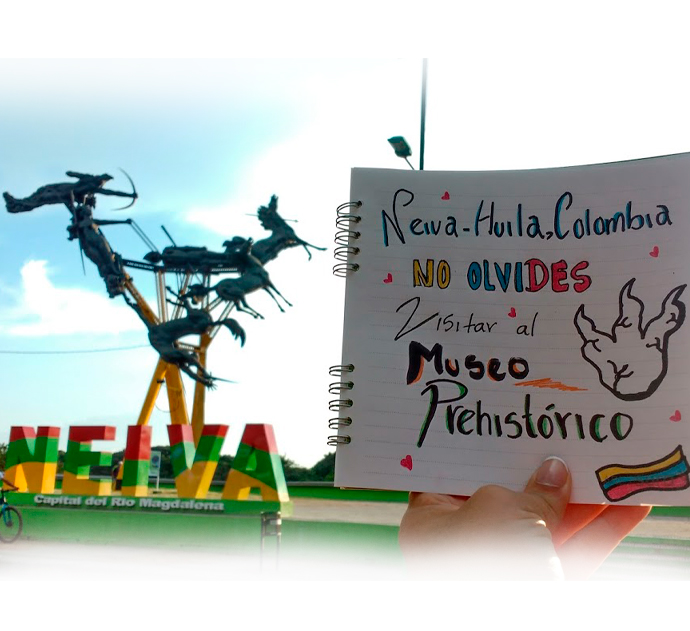 Neiva-Huila, Colombia
NO OLVIDES
Visitar al
Museo
Prehistórico
NEIVA
Capital del Río Magdalena